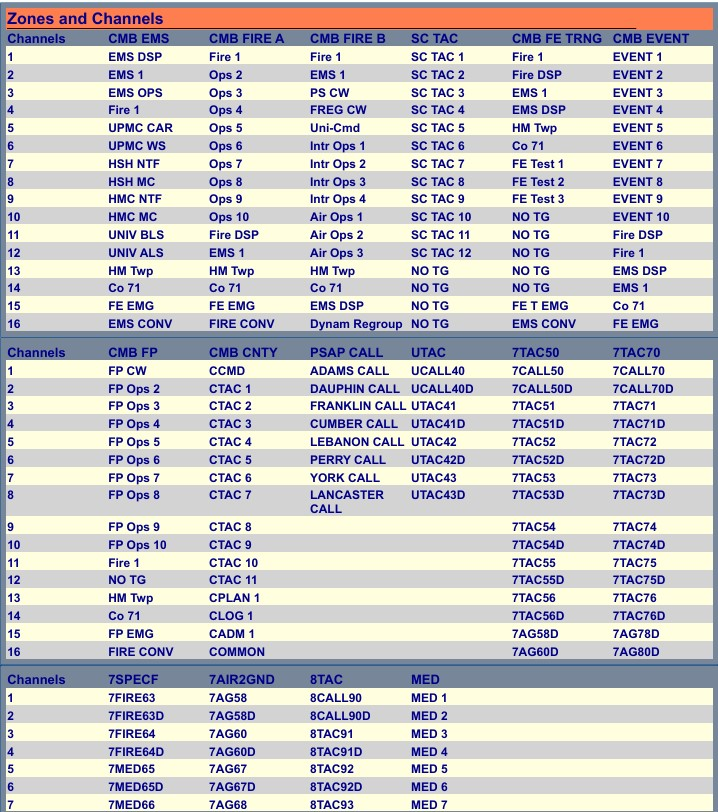 Zones and Channels
Channels CMB EMS CMB FIRE A CMB FIRE B SC TAC CMB FE TRNG CMB EVENT
1 EMS DSP Fire 1 Fire 1 SC TAC 1 Fire 1 EVENT 1
2 EMS 1 Ops 2 EMS 1 SC TAC 2 Fire DSP EVENT 2
3 EMS OPS Ops 3 PS CW SC TAC 3 EMS 1 EVENT 3
4 Fire 1 Ops 4 FREG CW SC TAC 4 EMS DSP EVENT 4
5 UPMC CAR Ops 5 Uni-Cmd SC TAC 5 HM Twp EVENT 5
6 UPMC WS Ops 6 Intr Ops 1 SC TAC 6 Co 71 EVENT 6
7 HSH NTF Ops 7 Intr Ops 2 SC TAC 7 FE Test 1 EVENT 7
8 HSH MC Ops 8 Intr Ops 3 SC TAC 8 FE Test 2 EVENT 8
9 HMC NTF Ops 9 Intr Ops 4 SC TAC 9 FE Test 3 EVENT 9
10 HMC MC Ops 10 Air Ops 1 SC TAC 10 NO TG EVENT 10
11 UNIV BLS Fire DSP Air Ops 2 SC TAC 11 NO TG Fire DSP
12 UNIV ALS EMS 1 Air Ops 3 SC TAC 12 NO TG Fire 1
13 HM Twp HM Twp HM Twp NO TG NO TG EMS DSP
14 Co 71 Co 71 Co 71 NO TG NO TG EMS 1
15 FE EMG FE EMG EMS DSP NO TG FE T EMG Co 71
16 EMS CONV FIRE CONV Dynam Regroup NO TG EMS CONV FE EMG
Channels CMB FP CMB CNTY PSAP CALL UTAC 7TAC50 7TAC70
1 FP CW CCMD ADAMS CALL UCALL40 7CALL50 7CALL70
2 FP Ops 2 CTAC 1 DAUPHIN CALL UCALL40D 7CALL50D 7CALL70D
3 FP Ops 3 CTAC 2 FRANKLIN CALL UTAC41 7TAC51 7TAC71
4 FP Ops 4 CTAC 3 CUMBER CALL UTAC41D 7TAC51D 7TAC71D
5 FP Ops 5 CTAC 4 LEBANON CALL UTAC42 7TAC52 7TAC72
6 FP Ops 6 CTAC 5 PERRY CALL UTAC42D 7TAC52D 7TAC72D
7 FP Ops 7 CTAC 6 YORK CALL UTAC43 7TAC53 7TAC73
8 FP Ops 8 CTAC 7 LANCASTER UTAC43D 7TAC53D 7TAC73D
CALL
9 FP Ops 9 CTAC 8 7TAC54 7TAC74
10 FP Ops 10 CTAC 9 7TAC54D 7TAC74D
11 Fire 1 CTAC 10 7TAC55 7TAC75
12 NO TG CTAC 11 7TAC55D 7TAC75D
13 HM Twp CPLAN 1 7TAC56 7TAC76
14 Co 71 CLOG 1 7TAC56D 7TAC76D
15 FP EMG CADM 1 7AG58D 7AG78D
16 FIRE CONV COMMON 7AG60D 7AG80D
Channels 7SPECF 7AIR2GND 8TAC MED
1 7FIRE63 7AG58 8CALL90 MED 1
2 7FIRE63D 7AG58D 8CALL90D MED 2
3 7FIRE64 7AG60 8TAC91 MED 3
4 7FIRE64D 7AG60D 8TAC91D MED 4
5 7MED65 7AG67 8TAC92 MED 5
6 7MED65D 7AG67D 8TAC92D MED 6
7 7MED66 7AG68 8TAC93 MED 7